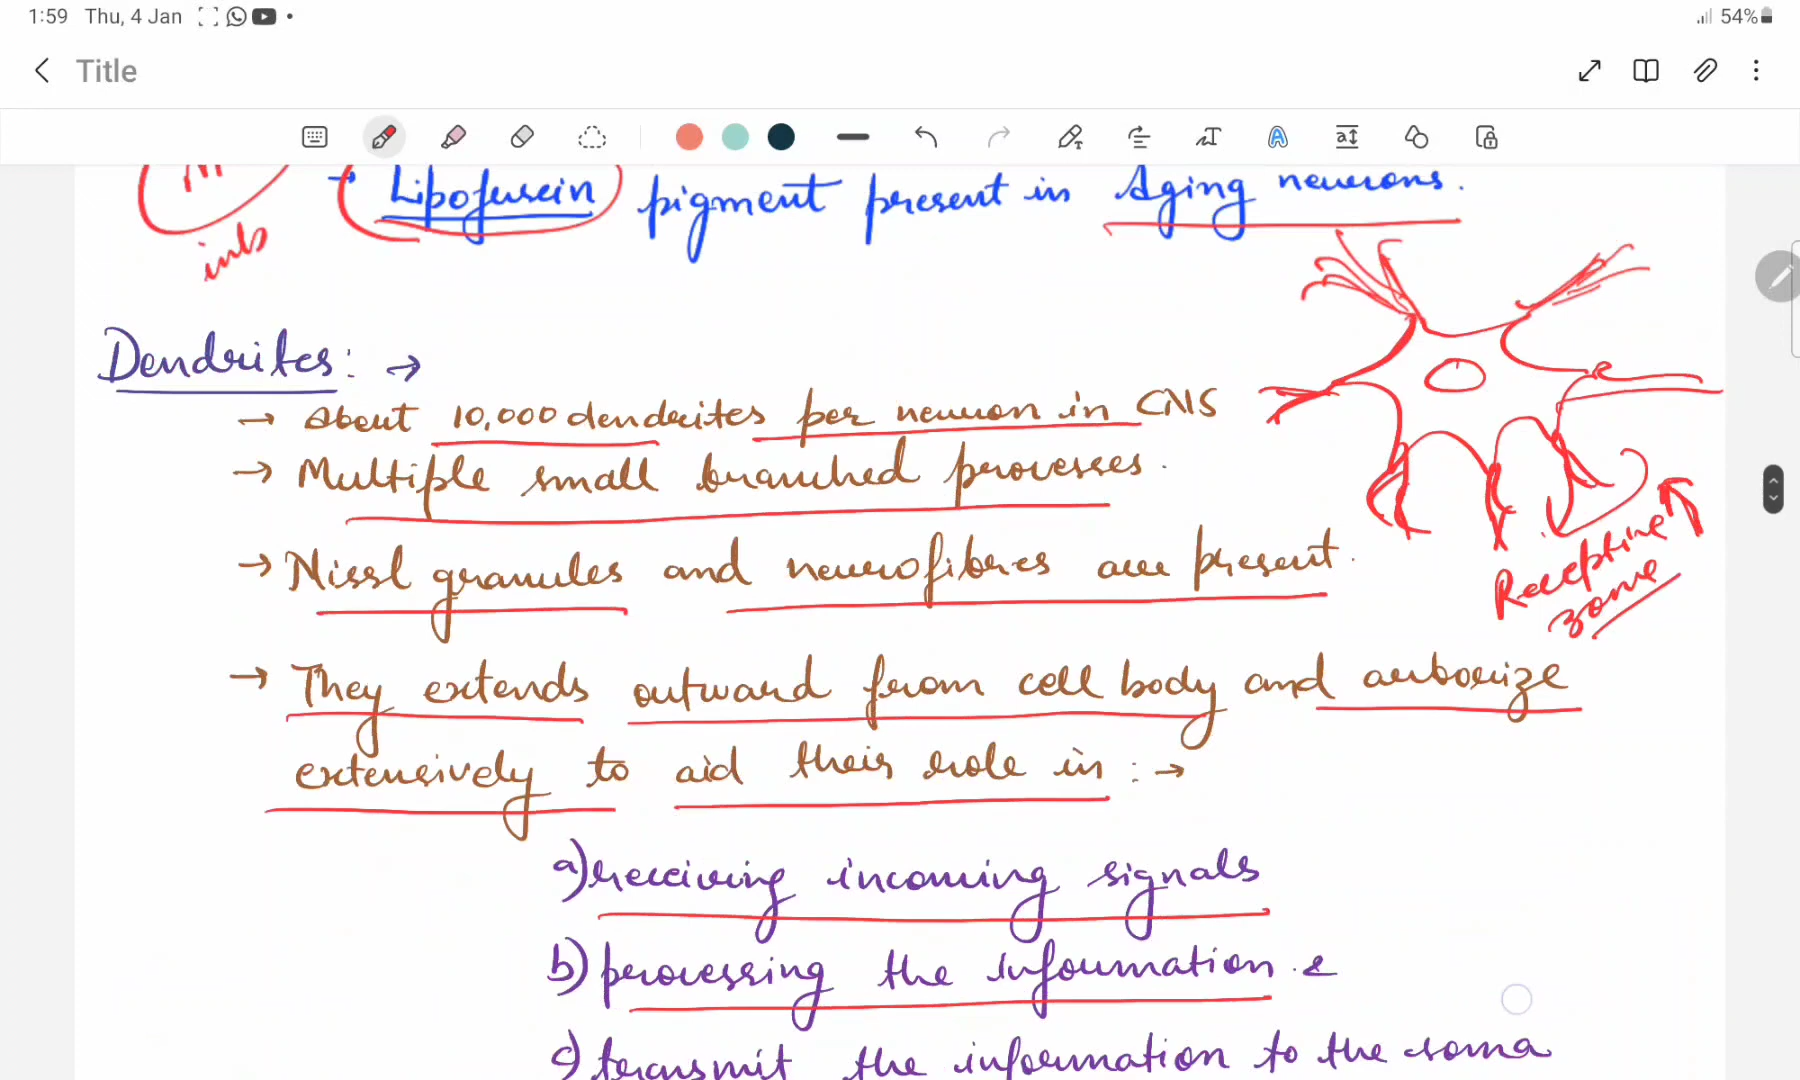 1:59 Thu, 4 Jan 54%
Title
→ Lipofusein pigment present in Aging neurons.
ints
Dendrites: →
→ About 10,000 dendrites per neuron in CNS
→ Multiple small branched processes.
→ Nissl granules and neurofibres are present.
Receptive zone
→ They extends outward from cell body and arborize
extensively to aid their role in : →
a) receiving incoming signals
b) processing the information. &
c) transmit the information to the soma